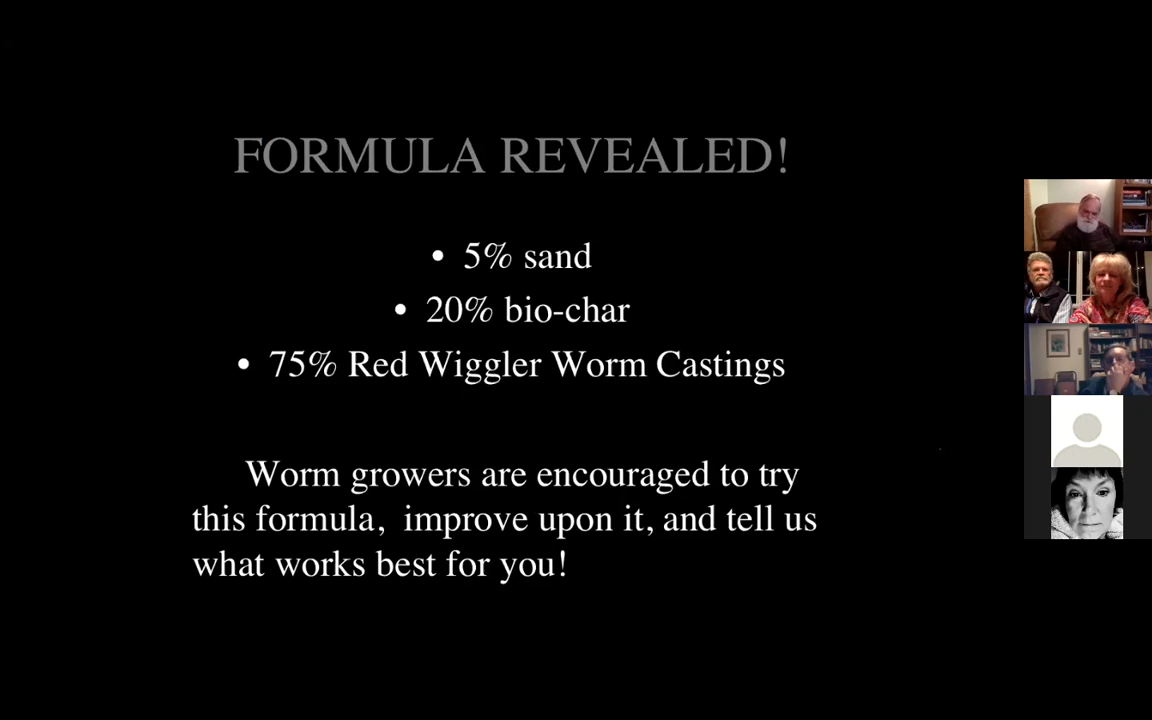 FORMULA REVEALED!
• 5% sand
• 20% bio-char
• 75% Red Wiggler Worm Castings
Worm growers are encouraged to try
this formula,  improve upon it, and tell us
what works best for you!